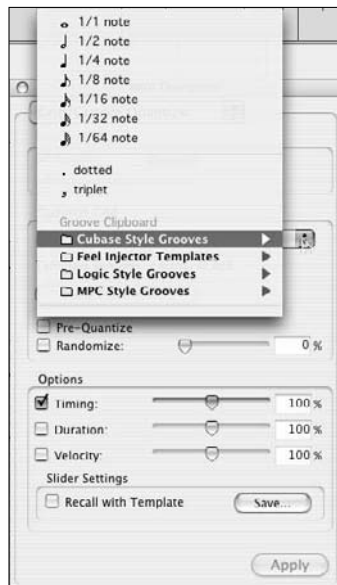 1/1 note
1/2 note
1/4 note
1/8 note
1/16 note
1/32 note
1/64 note
. dotted
, triplet
Groove Clipboard
Cubase Style Grooves
Feel Injector Templates
Logic Style Grooves
MPC Style Grooves
Pre-Quantize
Randomize: 0 %
Options
Timing: 100 %
Duration: 100 %
Velocity: 100 %
Slider Settings
Recall with Template Save...
Apply